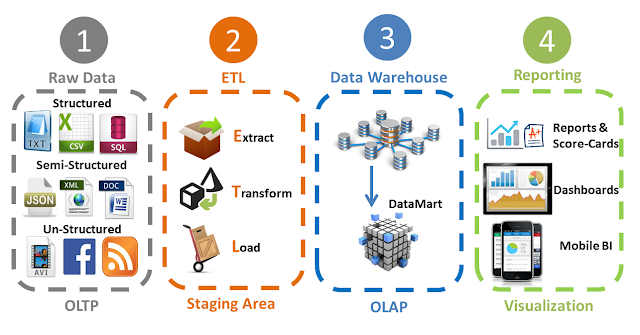 1
Raw Data
Structured
TXT
CSV
SQL
Semi-Structured
JSON
XML
DOC
Un-Structured
AVI
OLTP
2
ETL
Extract
Transform
Load
Staging Area
3
Data Warehouse
DataMart
OLAP
4
Reporting
A+
Reports &
Score-Cards
Dashboards
Mobile BI
Visualization